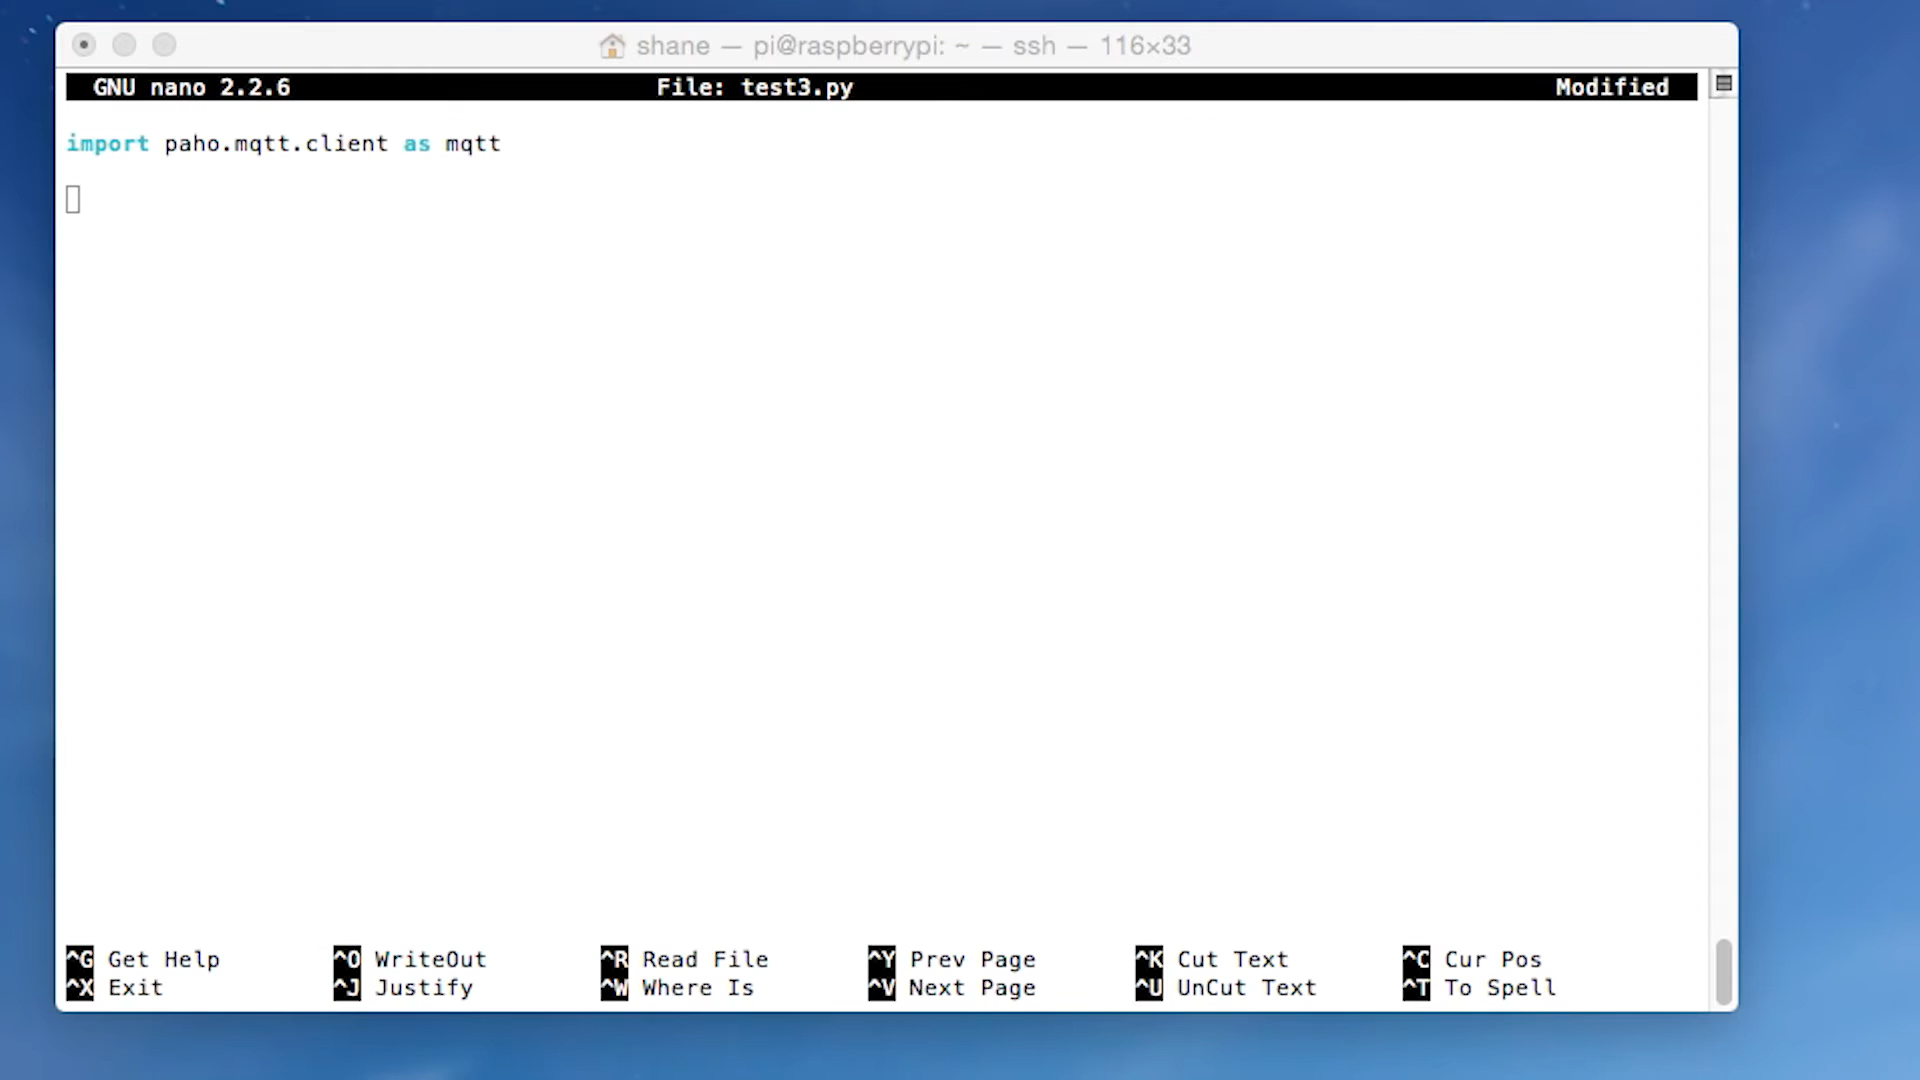 shane — pi@raspberrypi: ~ — ssh — 116×33
GNU nano 2.2.6 File: test3.py Modified
import paho.mqtt.client as mqtt
^G Get Help ^O WriteOut ^R Read File ^Y Prev Page ^K Cut Text ^C Cur Pos
^X Exit ^J Justify ^W Where Is ^V Next Page ^U UnCut Text ^T To Spell